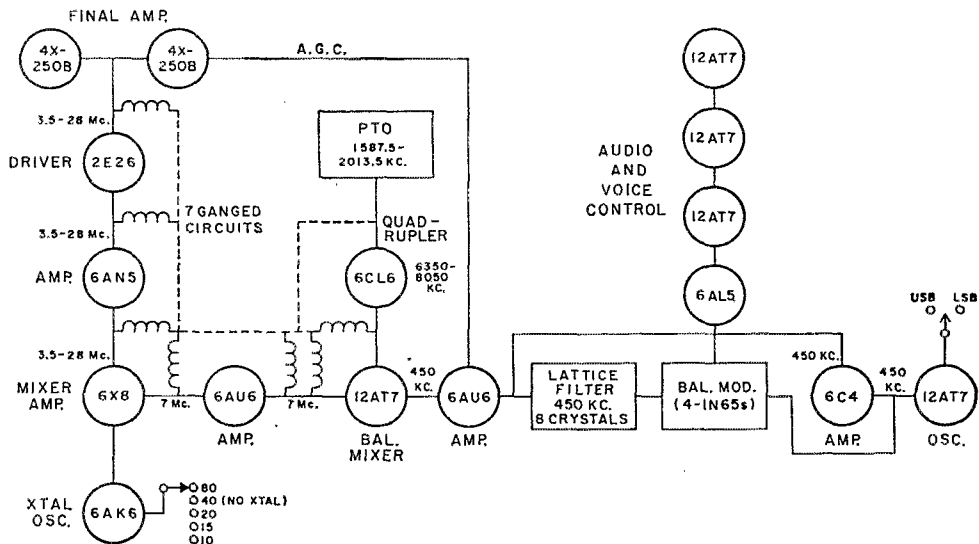 FINAL AMP.
4X-
250B
4X-
250B
A.G.C.
3.5-28 Mc.
DRIVER
2E26
7 GANGED
CIRCUITS
3.5-28 Mc.
AMP.
6AN5
3.5-28 Mc.
MIXER
AMP.
6X8
7 Mc.
6AU6
AMP.
7 Mc.
XTAL
OSC.
6AK6
80
40 (NO XTAL)
20
15
10
PTO
1587.5-
2013.5 KC.
QUAD-
RUPLER
6CL6
6350-
8050
KC.
12AT7
BAL.
MIXER
450
KC.
6AU6
AMP.
LATTICE
FILTER
450 KC.
8 CRYSTALS
AUDIO
AND
VOICE
CONTROL
12AT7
12AT7
12AT7
6AL5
BAL. MOD.
(4-1N65s)
450 KC.
6C4
AMP.
450
KC.
USB
LSB
12AT7
OSC.